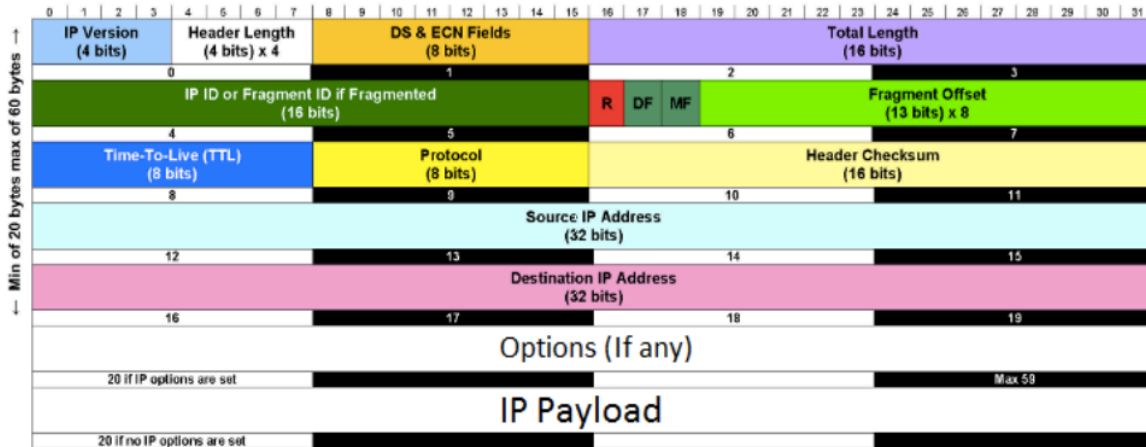 0 1 2 3 4 5 6 7 8 9 10 11 12 13 14 15 16 17 18 19 20 21 22 23 24 25 26 27 28 29 30 31
← Min of 20 bytes max of 60 bytes →
IP Version Header Length DS & ECN Fields Total Length
(4 bits) (4 bits) x 4 (8 bits) (16 bits)
0 1 2 3
IP ID or Fragment ID if Fragmented R DF MF Fragment Offset
(16 bits) (13 bits) x 8
4 5 6 7
Time-To-Live (TTL) Protocol Header Checksum
(8 bits) (8 bits) (16 bits)
8 9 10 11
Source IP Address
(32 bits)
12 13 14 15
Destination IP Address
(32 bits)
16 17 18 19
Options (If any)
20 if IP options are set Max 59
IP Payload
20 if no IP options are set